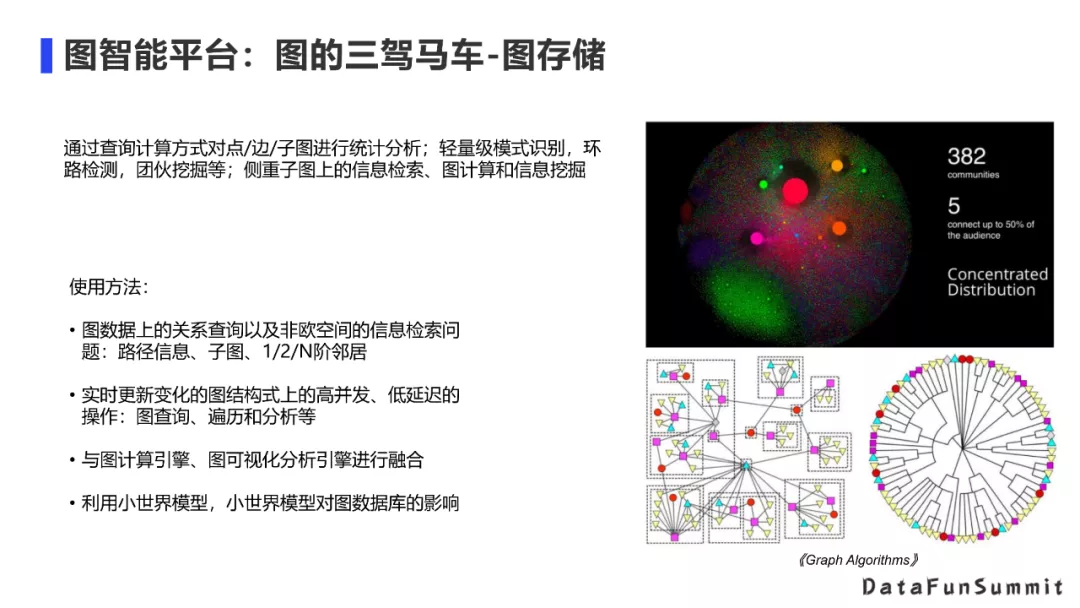 图智能平台：图的三驾马车-图存储
通过查询计算方式对点/边/子图进行统计分析；轻量级模式识别，环
路检测，团伙挖掘等；侧重子图上的信息检索、图计算和信息挖掘
使用方法：
• 图数据上的关系查询以及非欧空间的信息检索问
题：路径信息、子图、1/2/N阶邻居
• 实时更新变化的图结构式上的高并发、低延迟的
操作：图查询、遍历和分析等
• 与图计算引擎、图可视化分析引擎进行融合
• 利用小世界模型，小世界模型对图数据库的影响
382
communities
5
connect up to 50% of
the audience
Concentrated
Distribution
《Graph Algorithms》
DataFunSummit